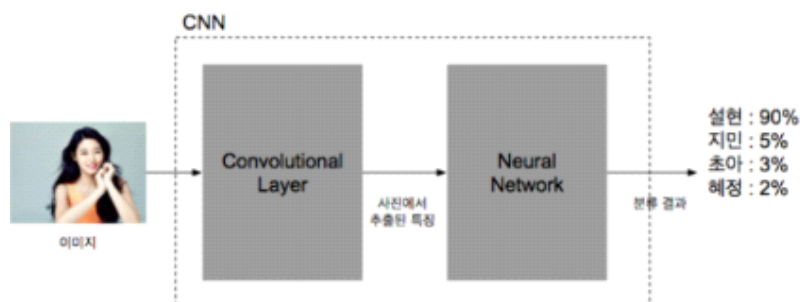 CNN
Convolutional
Layer
Neural
Network
이미지
사진에서
추출된 특징
분류 결과
설현 : 90%
지민 : 5%
초아 : 3%
혜정 : 2%